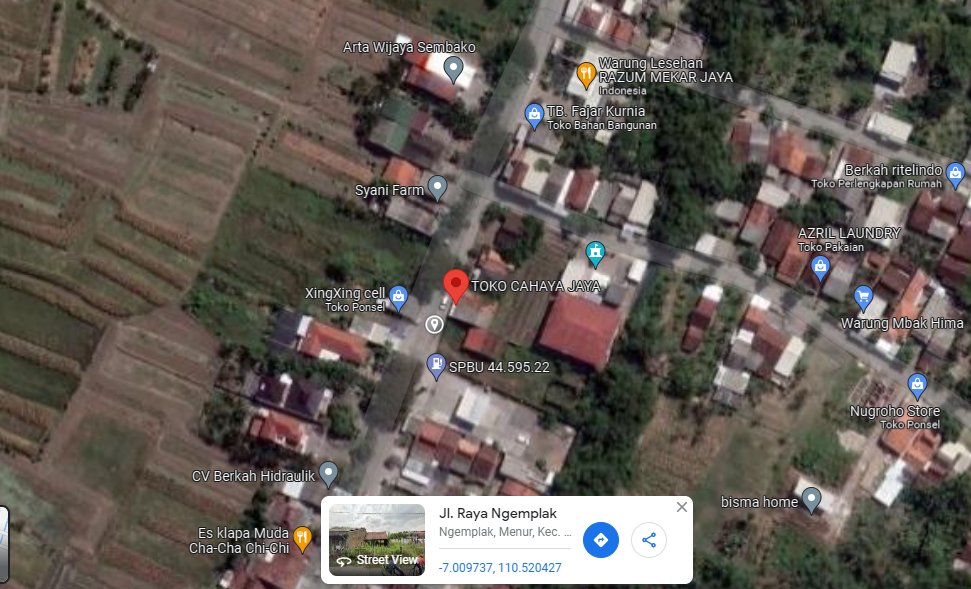 Arta Wijaya Sembako
Warung Lesehan
RAZUM MEKAR JAYA
Indonesia
TB. Fajar Kurnia
Toko Bahan Bangunan
Berkah ritelindo
Toko Perlengkapan Rumah
Syani Farm
AZRIL LAUNDRY
Toko Pakaian
TOKO CAHAYA JAYA
XingXing cell
Toko Ponsel
Warung Mbak Hima
SPBU 44.595.22
Nugroho Store
Toko Ponsel
CV Berkah Hidraulik
bisma home
Es klapa Muda
Cha-Cha Chi-Chi
Jl. Raya Ngemplak
Ngemplak, Menur, Kec. ...
Street View
-7.009737, 110.520427